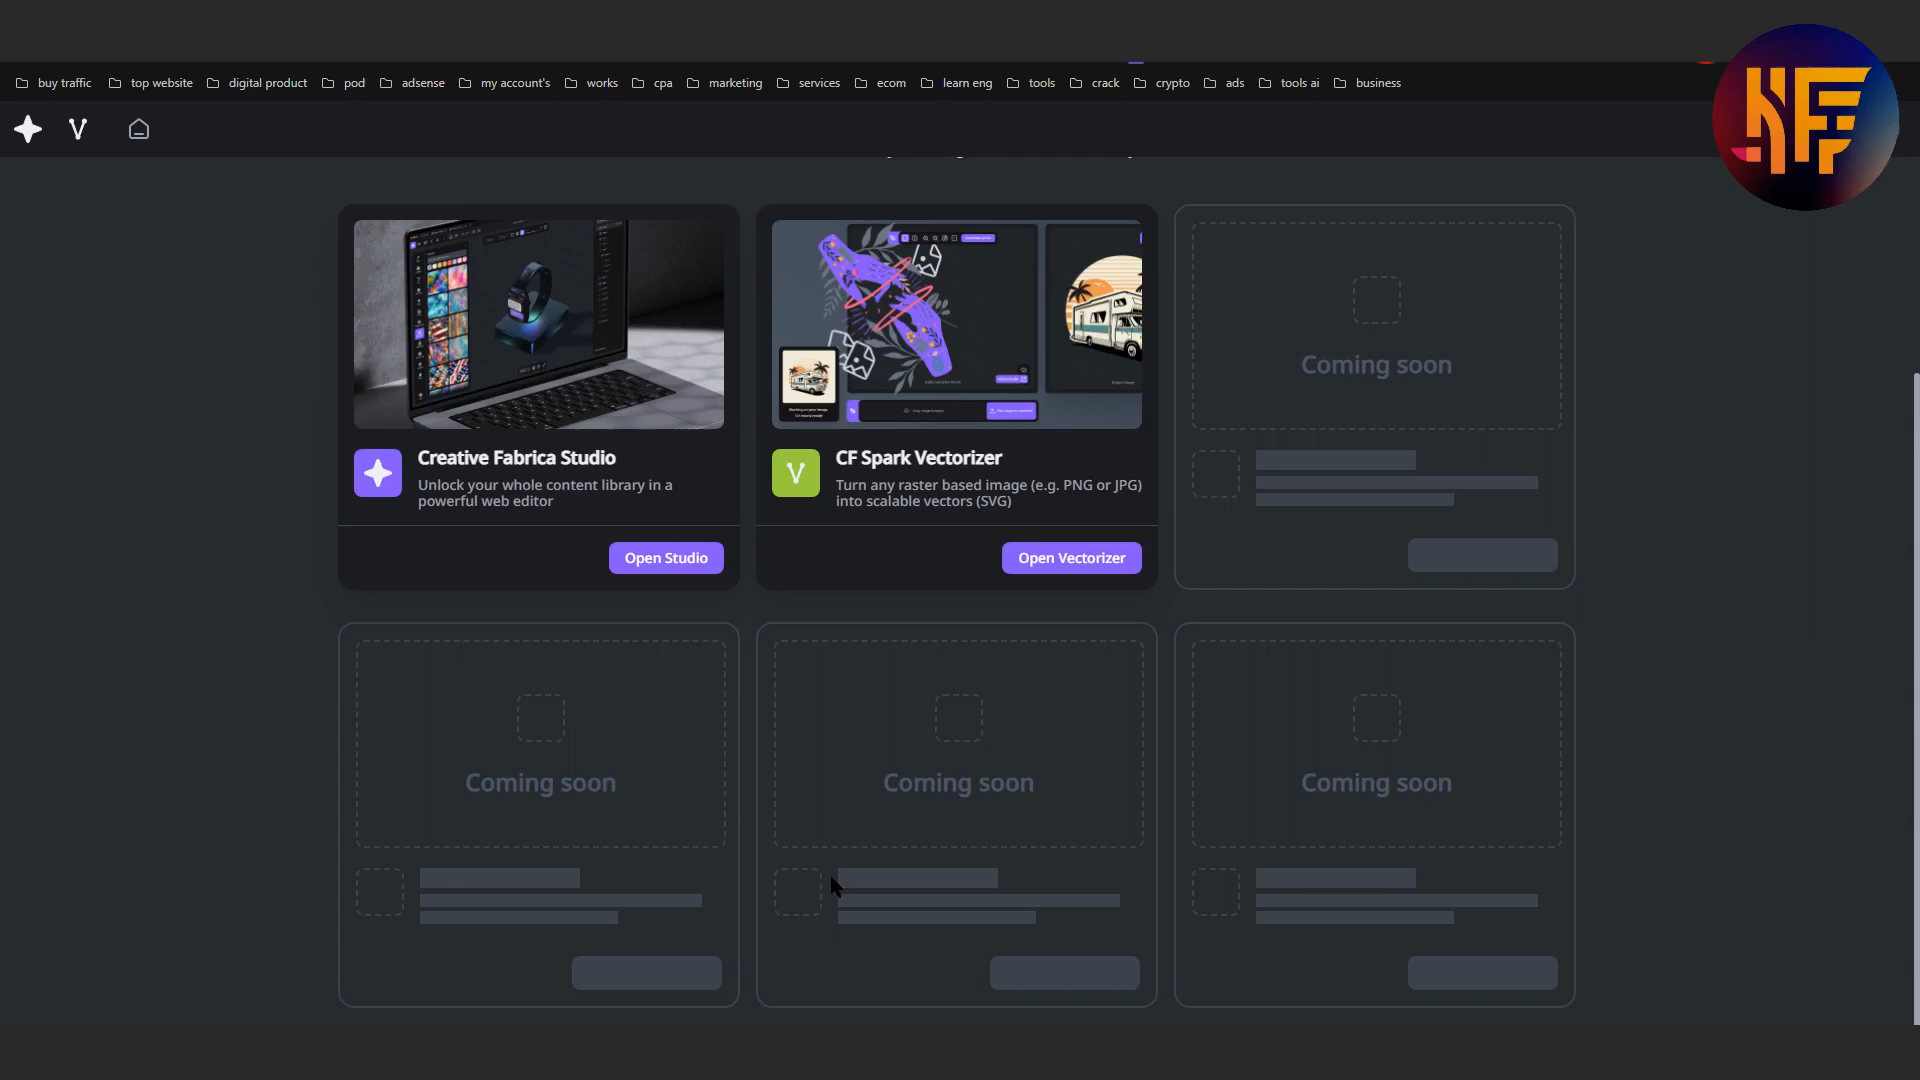 buy traffic top website digital product pod adsense my account's works cpa marketing services ecom learn eng tools crack crypto ads tools ai business
Coming soon
Creative Fabrica Studio
Unlock your whole content library in a
powerful web editor
Open Studio
CF Spark Vectorizer
Turn any raster based image (e.g. PNG or JPG)
into scalable vectors (SVG)
Open Vectorizer
Coming soon
Coming soon
Coming soon